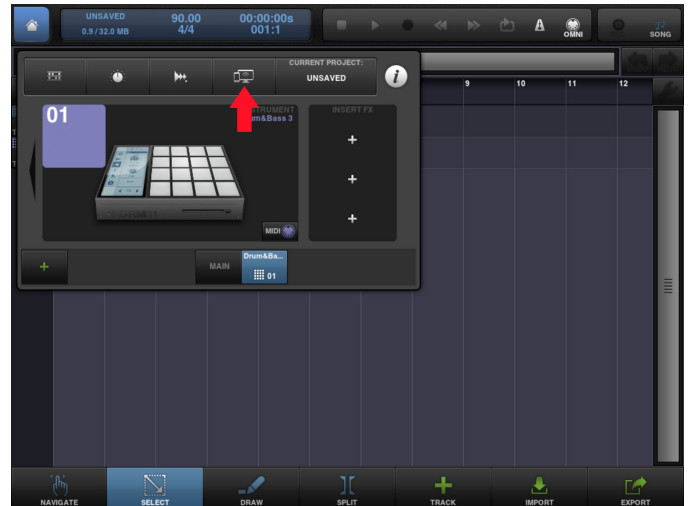 UNSAVED 90.00 00:00:00s
0.9 / 32.0 MB 4/4 001:1
OMNI SONG
CURRENT PROJECT:
UNSAVED
i
9 10 11 12
01
INSERT FX
um&Bass 3
MIDI
Drum&Ba...
MAIN
01
NAVIGATE SELECT DRAW SPLIT TRACK IMPORT EXPORT